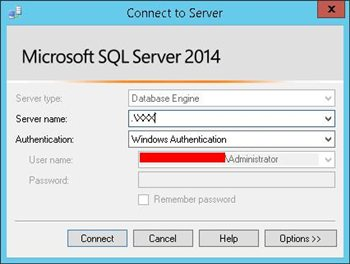 Connect to Server
Microsoft SQL Server 2014
Server type: Database Engine
Server name: .\XXX
Authentication: Windows Authentication
User name: \Administrator
Password:
Remember password
Connect Cancel Help Options >>